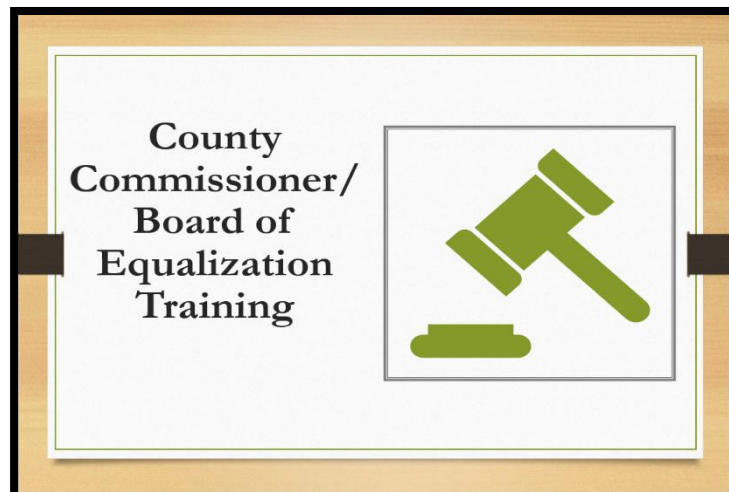 County
Commissioner/
Board of
Equalization
Training